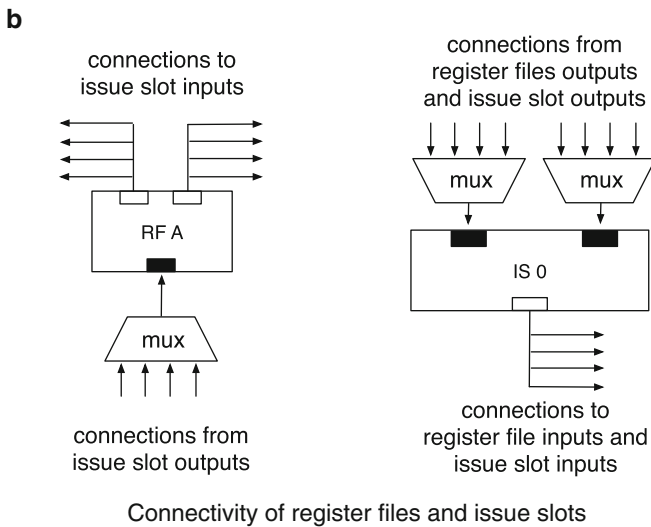 b
connections to
issue slot inputs
RF A
mux
connections from
issue slot outputs
connections from
register files outputs
and issue slot outputs
mux
mux
IS 0
connections to
register file inputs and
issue slot inputs
Connectivity of register files and issue slots